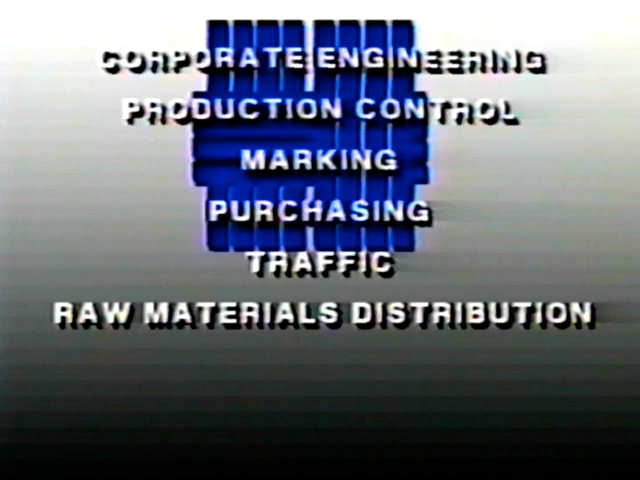 CORPORATE ENGINEERING
PRODUCTION CONTROL
MARKING
PURCHASING
TRAFFIC
RAW MATERIALS DISTRIBUTION